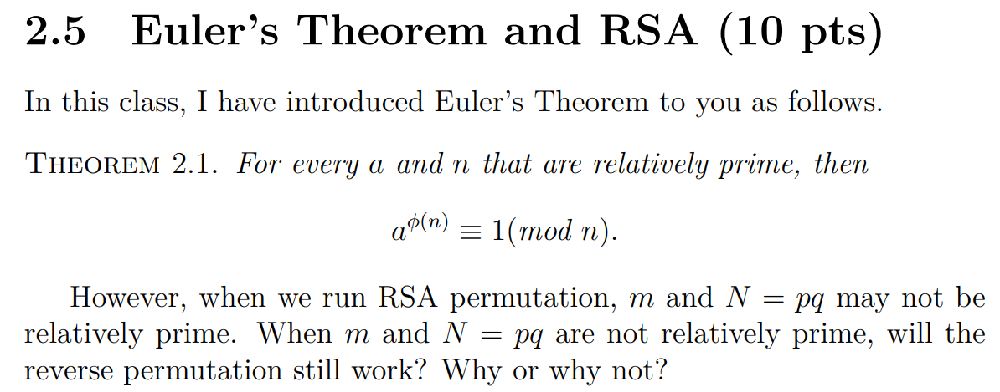 2.5 Euler's Theorem and RSA (10 pts)
In this class, I have introduced Euler's Theorem to you as follows.
THEOREM 2.1. For every a and n that are relatively prime, then
a^{ϕ(n)} ≡ 1(mod n).
However, when we run RSA permutation, m and N = pq may not be
relatively prime. When m and N = pq are not relatively prime, will the
reverse permutation still work? Why or why not?